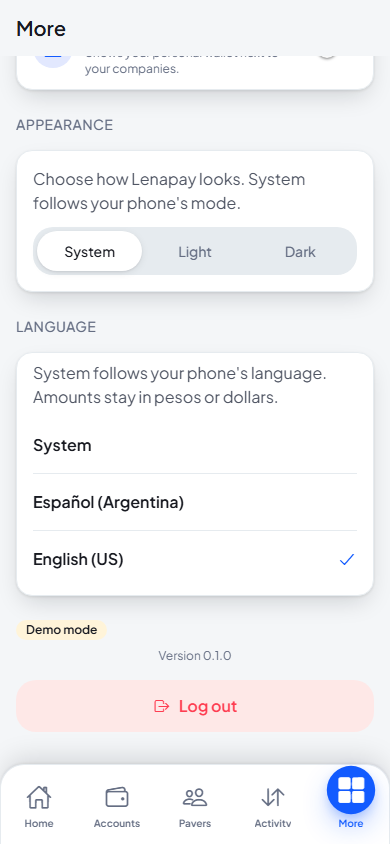 More
your companies.
APPEARANCE
Choose how Lenapay looks. System
follows your phone's mode.
System
Light
Dark
LANGUAGE
System follows your phone's language.
Amounts stay in pesos or dollars.
System
Español (Argentina)
English (US)
Demo mode
Version 0.1.0
Log out
Home
Accounts
Payers
Activity
More